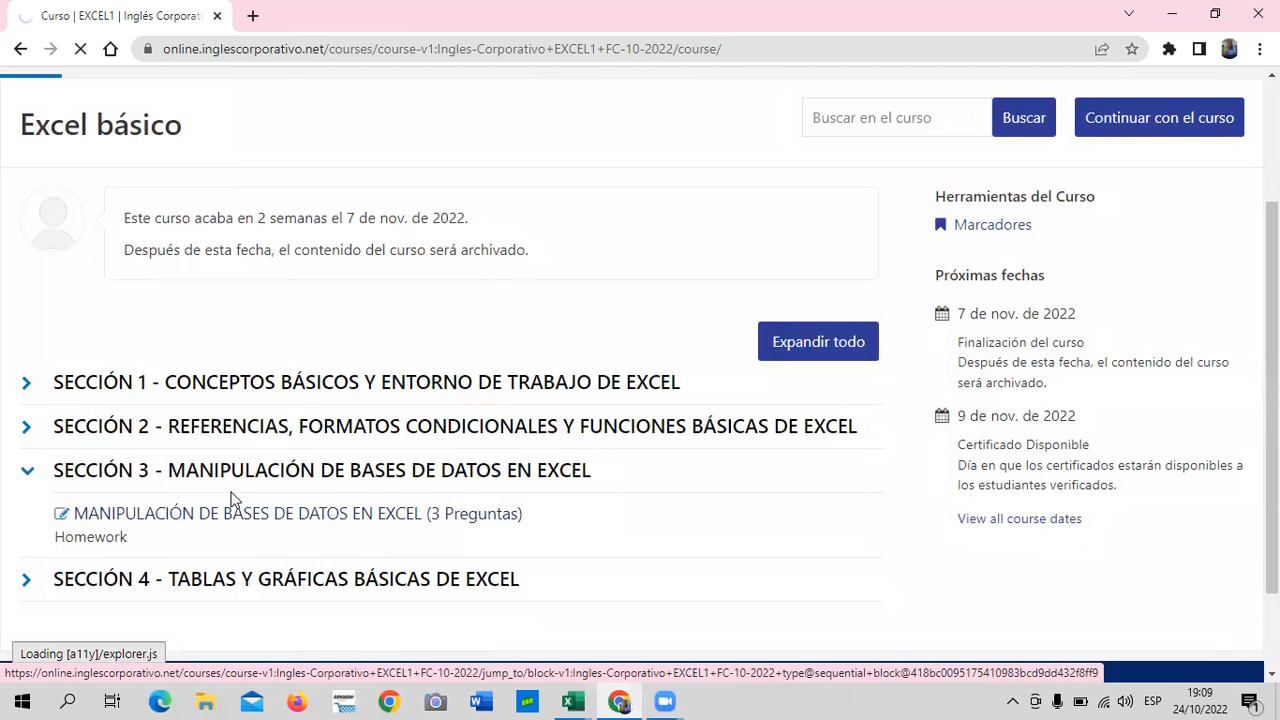 Curso | EXCEL1 | Inglés Corporati
online.inglescorporativo.net/courses/course-v1:Ingles-Corporativo+EXCEL1+FC-10-2022/course/
Excel básico
Buscar en el curso
Buscar
Continuar con el curso
Este curso acaba en 2 semanas el 7 de nov. de 2022.
Después de esta fecha, el contenido del curso será archivado.
Herramientas del Curso
Marcadores
Próximas fechas
7 de nov. de 2022
Finalización del curso
Después de esta fecha, el contenido del curso
será archivado.
9 de nov. de 2022
Certificado Disponible
Día en que los certificados estarán disponibles a
los estudiantes verificados.
View all course dates
Expandir todo
SECCIÓN 1 - CONCEPTOS BÁSICOS Y ENTORNO DE TRABAJO DE EXCEL
SECCIÓN 2 - REFERENCIAS, FORMATOS CONDICIONALES Y FUNCIONES BÁSICAS DE EXCEL
SECCIÓN 3 - MANIPULACIÓN DE BASES DE DATOS EN EXCEL
MANIPULACIÓN DE BASES DE DATOS EN EXCEL (3 Preguntas)
Homework
SECCIÓN 4 - TABLAS Y GRÁFICAS BÁSICAS DE EXCEL
Loading [a11y]/explorer.js
https://online.inglescorporativo.net/courses/course-v1:Ingles-Corporativo+EXCEL1+FC-10-2022/jump_to/block-v1:Ingles-Corporativo+EXCEL1+FC-10-2022+type@sequential+block@418bc0095175410983bcd9dd432f8ff9
ESP
19:09
24/10/2022